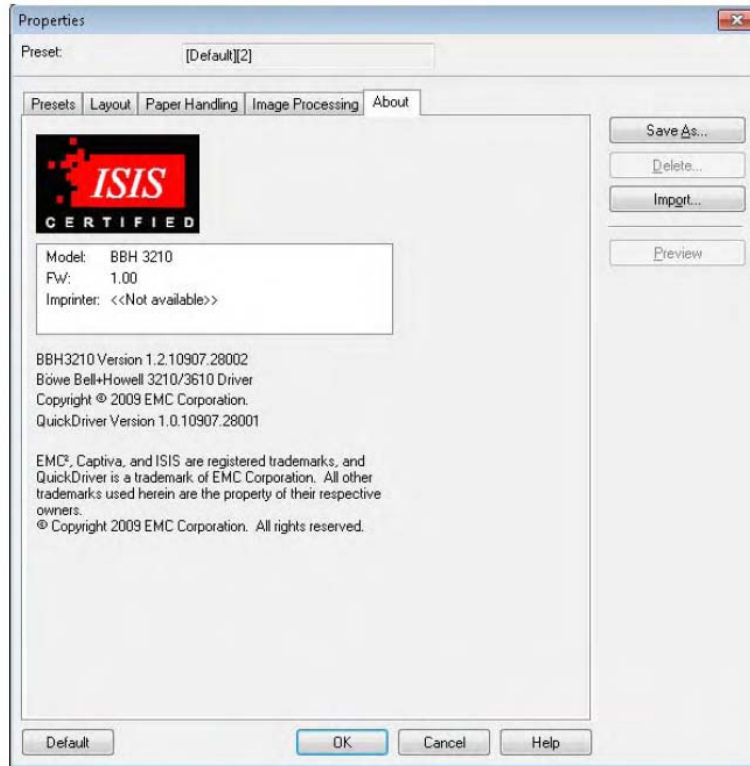 Properties
Preset: [Default][2]
Presets Layout Paper Handling Image Processing About
Save As...
Delete...
Import...
Preview
ISIS
CERTIFIED
Model: BBH 3210
FW: 1.00
Imprinter: <<Not available>>
BBH3210 Version 1.2.10907.28002
Böwe Bell+Howell 3210/3610 Driver
Copyright © 2009 EMC Corporation.
QuickDriver Version 1.0.10907.28001
EMC², Captiva, and ISIS are registered trademarks, and
QuickDriver is a trademark of EMC Corporation. All other
trademarks used herein are the property of their respective
owners.
© Copyright 2009 EMC Corporation. All rights reserved.
Default OK Cancel Help